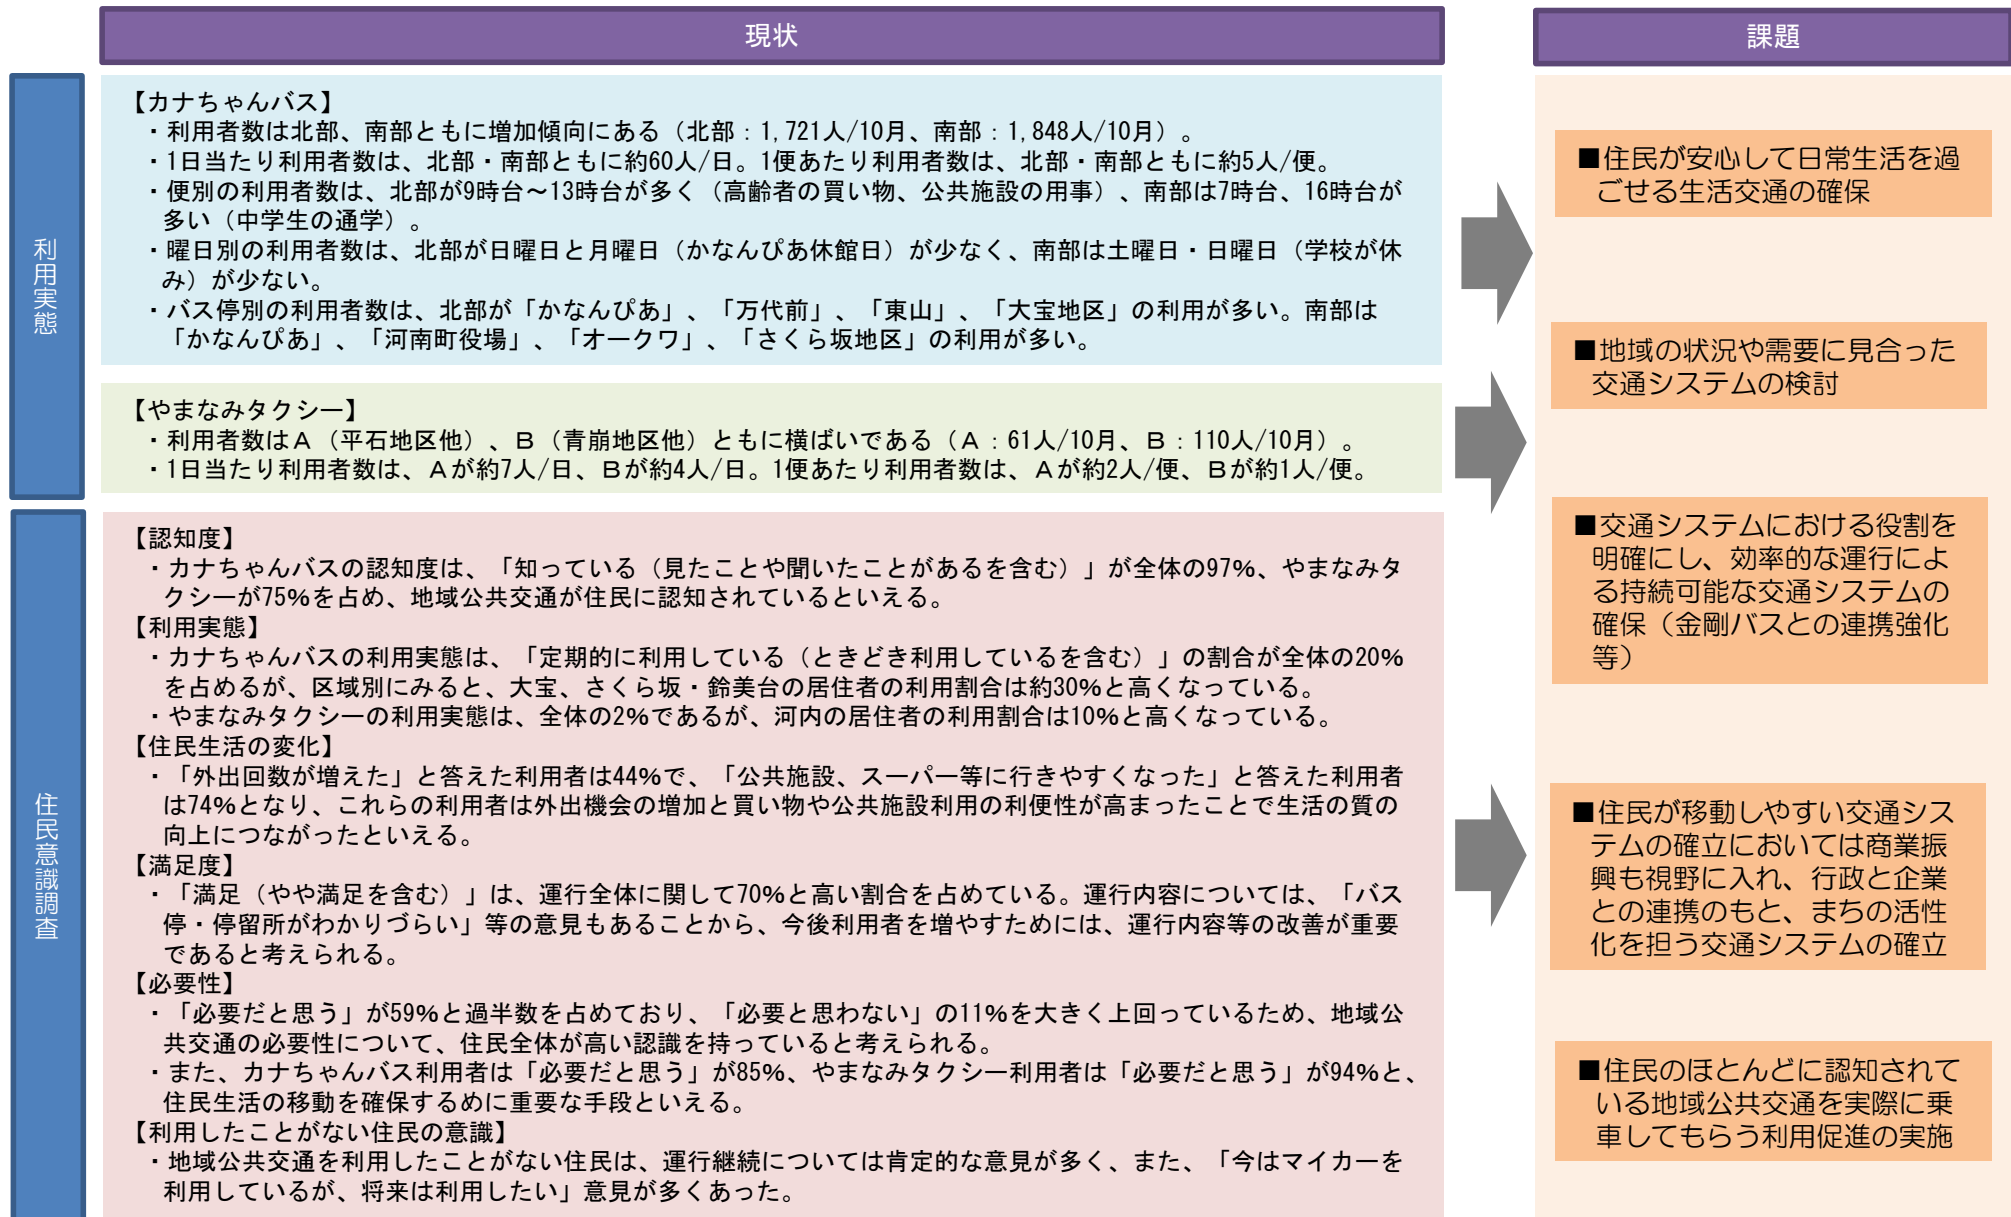 現状
課題
利用実態
【カナちゃんバス】
・利用者数は北部、南部ともに増加傾向にある（北部：1,721人/10月、南部：1,848人/10月）。
・1日当たり利用者数は、北部・南部ともに約60人/日。1便あたり利用者数は、北部・南部ともに約5人/便。
・便別の利用者数は、北部が9時台～13時台が多く（高齢者の買い物、公共施設の用事）、南部は7時台、16時台が
多い（中学生の通学）。
・曜日別の利用者数は、北部が日曜日と月曜日（かなんぴあ休館日）が少なく、南部は土曜日・日曜日（学校が休
み）が少ない。
・バス停別の利用者数は、北部が「かなんぴあ」、「万代前」、「東山」、「大宝地区」の利用が多い。南部は
「かなんぴあ」、「河南町役場」、「オークワ」、「さくら坂地区」の利用が多い。
【やまなみタクシー】
・利用者数はA（平石地区他）、B（青崩地区他）ともに横ばいである（A：61人/10月、B：110人/10月）。
・1日当たり利用者数は、Aが約7人/日、Bが約4人/日。1便あたり利用者数は、Aが約2人/便、Bが約1人/便。
住民意識調査
【認知度】
・カナちゃんバスの認知度は、「知っている（見たことや聞いたことがあるを含む）」が全体の97%、やまなみタ
クシーが75%を占め、地域公共交通が住民に認知されているといえる。
【利用実態】
・カナちゃんバスの利用実態は、「定期的に利用している（ときどき利用しているを含む）」の割合が全体の20%
を占めるが、区域別にみると、大宝、さくら坂・鈴美台の居住者の利用割合は約30%と高くなっている。
・やまなみタクシーの利用実態は、全体の2%であるが、河内の居住者の利用割合は10%と高くなっている。
【住民生活の変化】
・「外出回数が増えた」と答えた利用者は44%で、「公共施設、スーパー等に行きやすくなった」と答えた利用者
は74%となり、これらの利用者は外出機会の増加と買い物や公共施設利用の利便性が高まったことで生活の質の
向上につながったといえる。
【満足度】
・「満足（やや満足を含む）」は、運行全体に関して70%と高い割合を占めている。運行内容については、「バス
停・停留所がわかりづらい」等の意見もあることから、今後利用者を増やすためには、運行内容等の改善が重要
であると考えられる。
【必要性】
・「必要だと思う」が59%と過半数を占めており、「必要と思わない」の11%を大きく上回っているため、地域公
共交通の必要性について、住民全体が高い認識を持っていると考えられる。
・また、カナちゃんバス利用者は「必要だと思う」が85%、やまなみタクシー利用者は「必要だと思う」が94%と、
住民生活の移動を確保するめに重要な手段といえる。
【利用したことがない住民の意識】
・地域公共交通を利用したことがない住民は、運行継続については肯定的な意見が多く、また、「今はマイカーを
利用しているが、将来は利用したい」意見が多くあった。
■住民が安心して日常生活を過
ごせる生活交通の確保
■地域の状況や需要に見合った
交通システムの検討
■交通システムにおける役割を
明確にし、効率的な運行によ
る持続可能な交通システムの
確保（金剛バスとの連携強化
等）
■住民が移動しやすい交通シス
テムの確立においては商業振
興も視野に入れ、行政と企業
との連携のもと、まちの活性
化を担う交通システムの確立
■住民のほとんどに認知されて
いる地域公共交通を実際に乗
車してもらう利用促進の実施